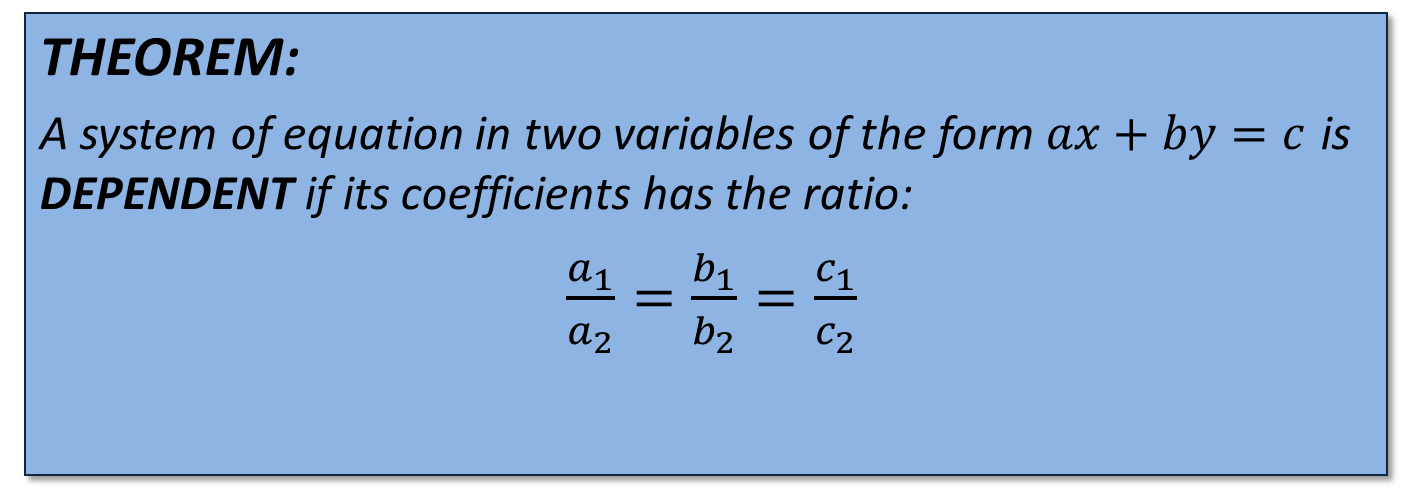 THEOREM:
A system of equation in two variables of the form ax + by = c is
DEPENDENT if its coefficients has the ratio:
a₁/a₂ = b₁/b₂ = c₁/c₂